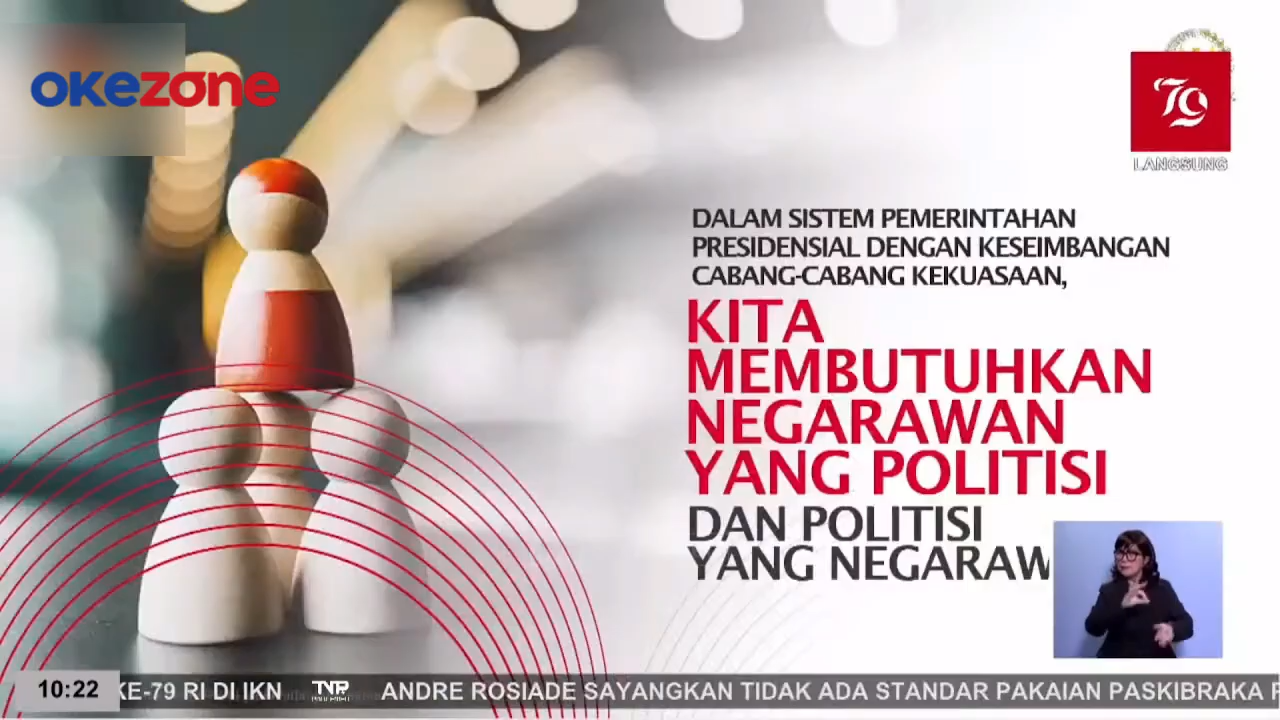 okezone
79
LANGSUNG
DALAM SISTEM PEMERINTAHAN
PRESIDENSIAL DENGAN KESEIMBANGAN
CABANG-CABANG KEKUASAAN,
KITA
MEMBUTUHKAN
NEGARAWAN
YANG POLITISI
DAN POLITISI
YANG NEGARAW
10:22 KE-79 RI DI IKN TVP ANDRE ROSIADE SAYANGKAN TIDAK ADA STANDAR PAKAIAN PASKIBRAKA